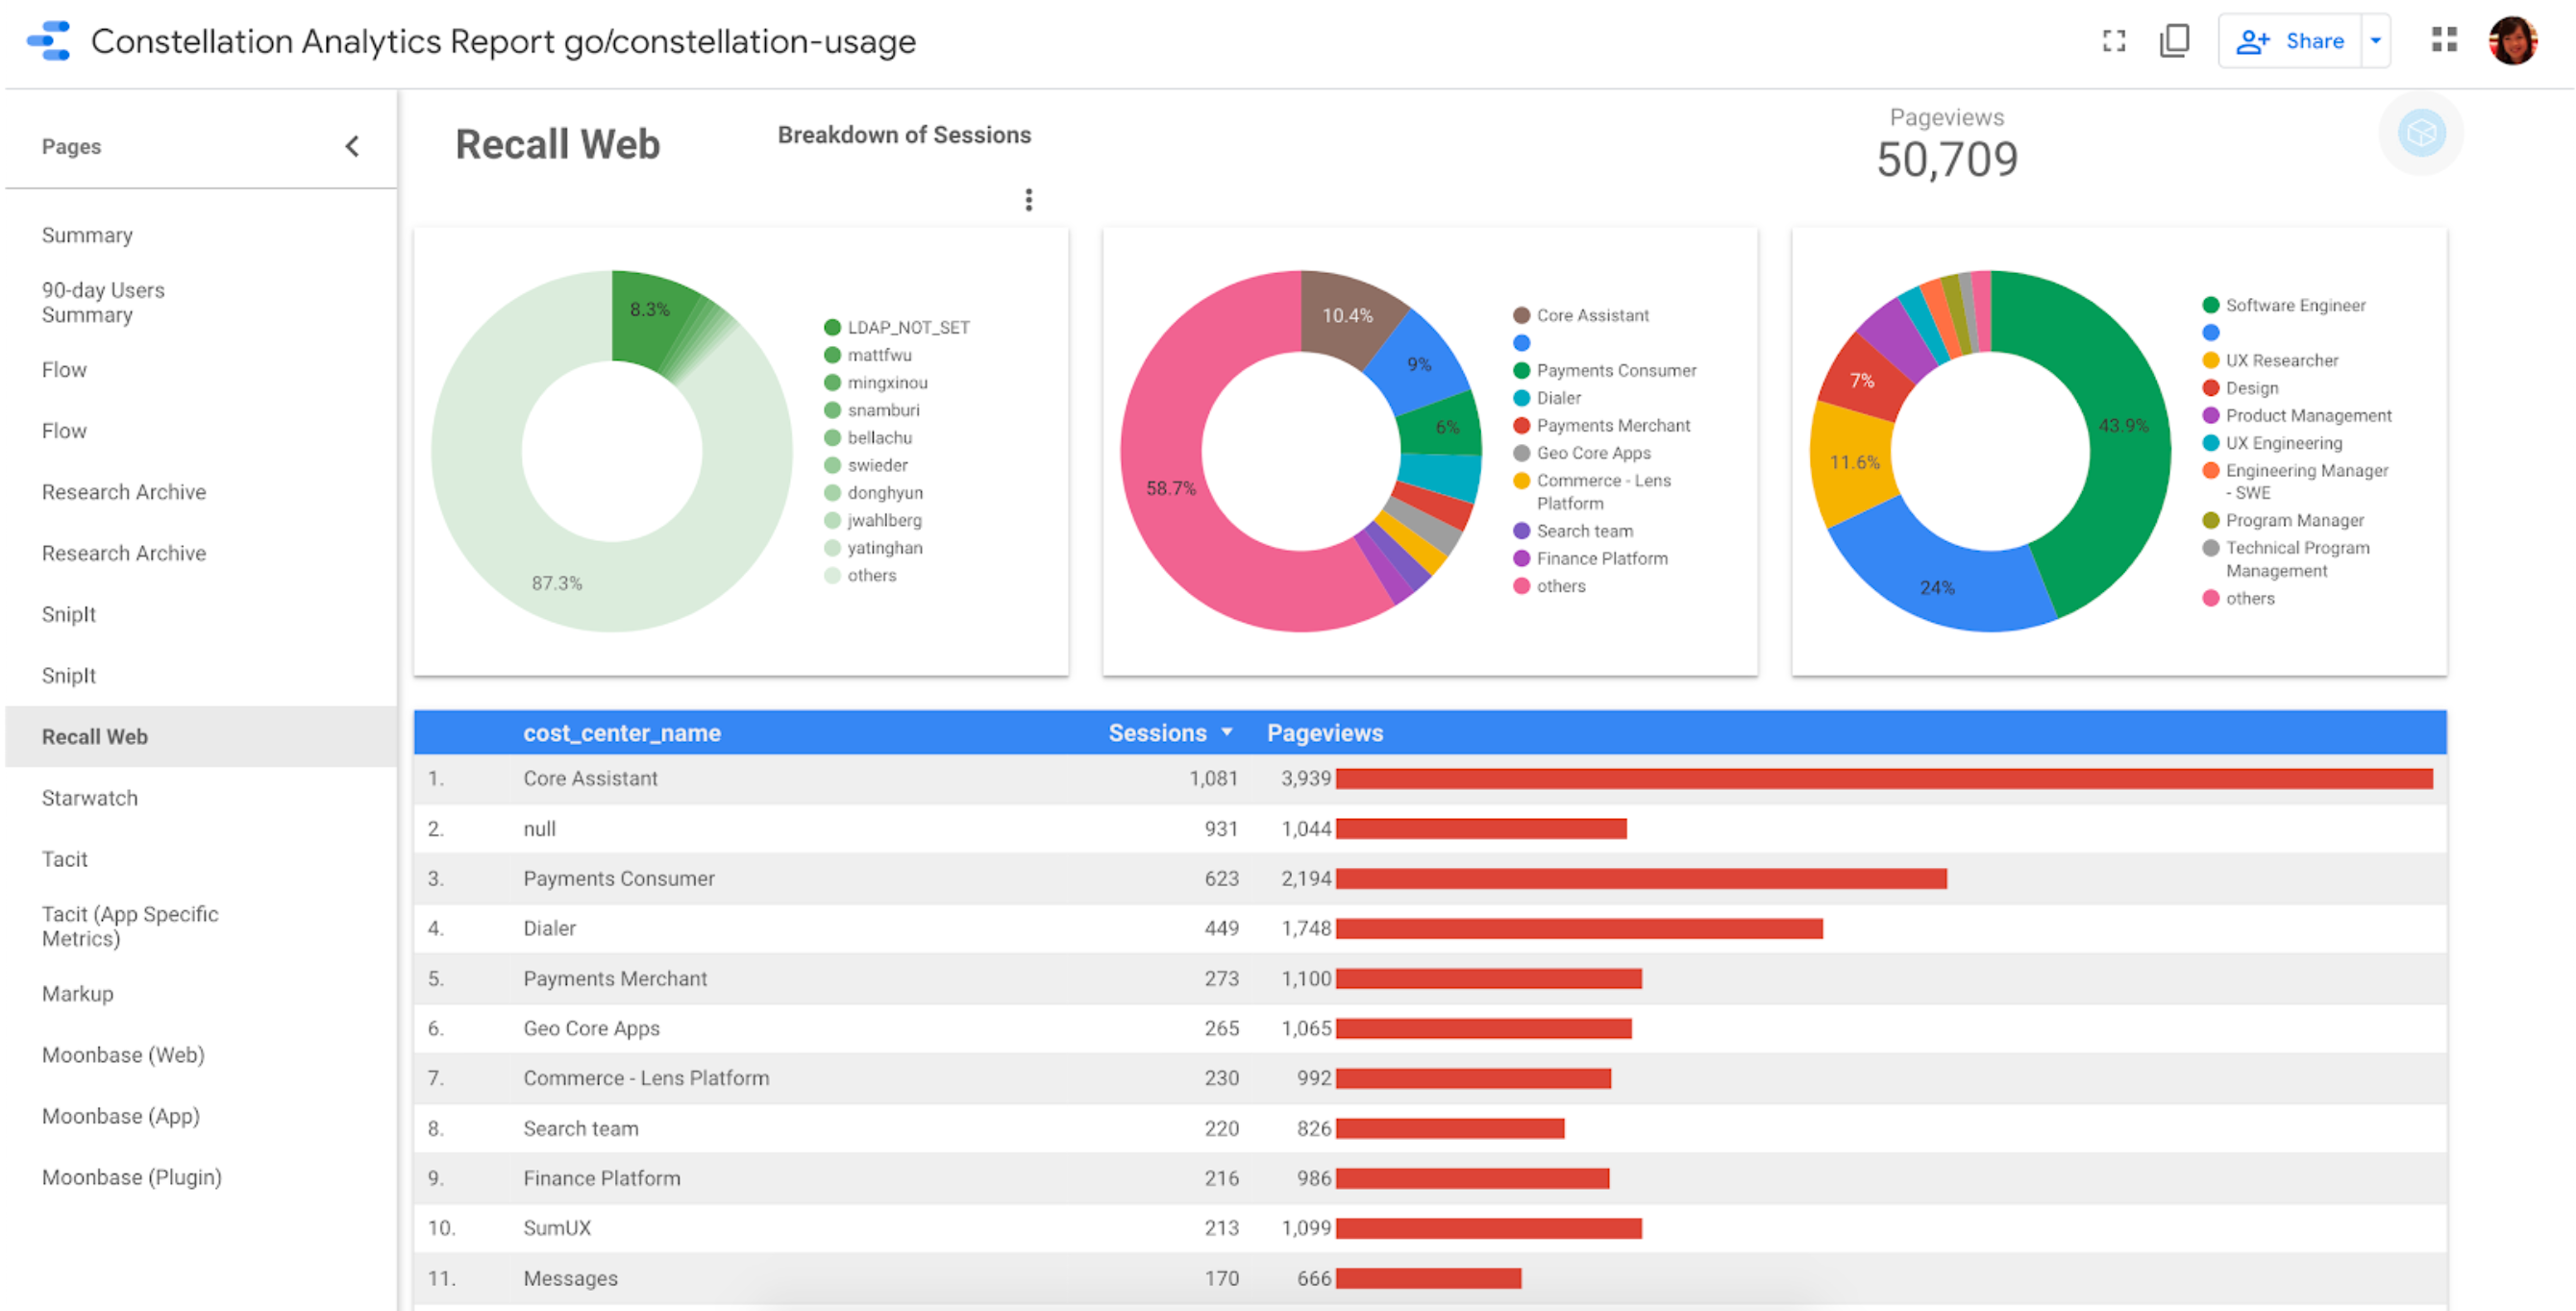 Constellation Analytics Report go/constellation-usage
Share
Pages
Summary
90-day Users
Summary
Flow
Flow
Research Archive
Research Archive
SnipIt
SnipIt
Recall Web
Starwatch
Tacit
Tacit (App Specific
Metrics)
Markup
Moonbase (Web)
Moonbase (App)
Moonbase (Plugin)
Recall Web
Breakdown of Sessions
Pageviews
50,709
8.3%
87.3%
LDAP_NOT_SET
mattfwu
mingxinou
snamburi
bellachu
swieder
donghyun
jwahlberg
yatinghan
others
10.4%
9%
6%
58.7%
Core Assistant
Payments Consumer
Dialer
Payments Merchant
Geo Core Apps
Commerce - Lens
Platform
Search team
Finance Platform
others
43.9%
24%
11.6%
7%
Software Engineer
UX Researcher
Design
Product Management
UX Engineering
Engineering Manager
- SWE
Program Manager
Technical Program
Management
others
cost_center_name Sessions Pageviews
1. Core Assistant 1,081 3,939
2. null 931 1,044
3. Payments Consumer 623 2,194
4. Dialer 449 1,748
5. Payments Merchant 273 1,100
6. Geo Core Apps 265 1,065
7. Commerce - Lens Platform 230 992
8. Search team 220 826
9. Finance Platform 216 986
10. SumUX 213 1,099
11. Messages 170 666